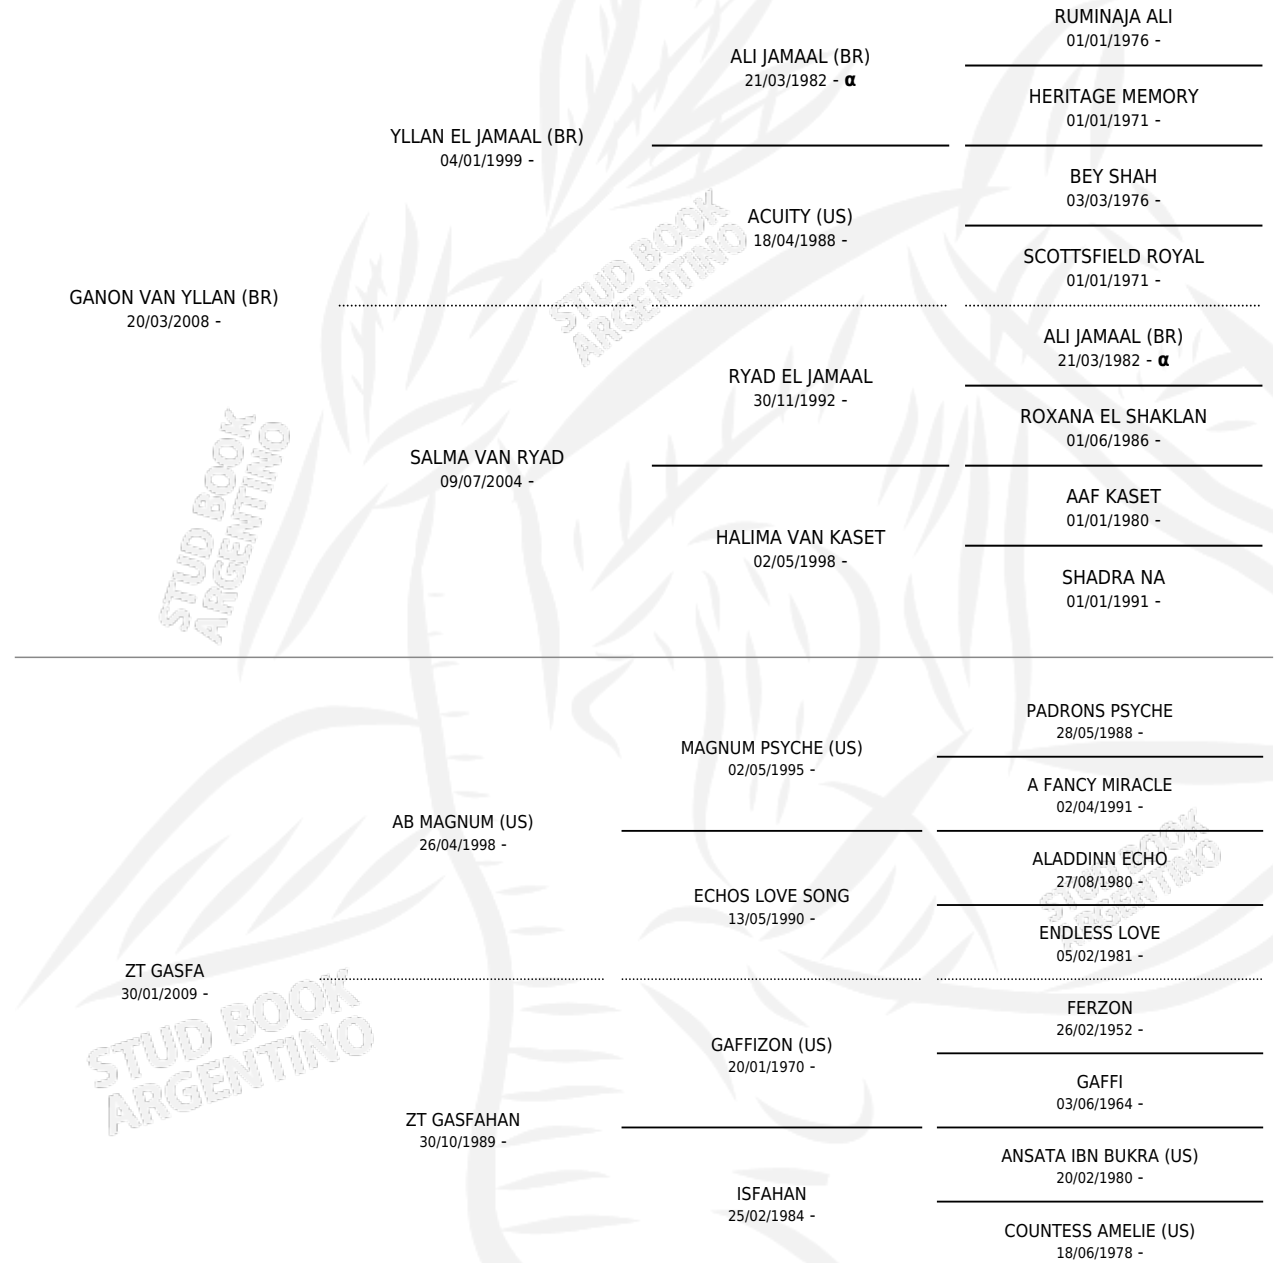 RUMINAJA ALI
01/01/1976 -
ALI JAMAAL (BR)
21/03/1982 - α
HERITAGE MEMORY
01/01/1971 -
YLLAN EL JAMAAL (BR)
04/01/1999 -
BEY SHAH
03/03/1976 -
ACUITY (US)
18/04/1988 -
SCOTTSFIELD ROYAL
01/01/1971 -
GANON VAN YLLAN (BR)
20/03/2008 -
ALI JAMAAL (BR)
21/03/1982 - α
RYAD EL JAMAAL
30/11/1992 -
ROXANA EL SHAKLAN
01/06/1986 -
SALMA VAN RYAD
09/07/2004 -
AAF KASET
01/01/1980 -
HALIMA VAN KASET
02/05/1998 -
SHADRA NA
01/01/1991 -
STUD BOOK
ARGENTINO
STUD BOOK
ARGENTINO
PADRONS PSYCHE
28/05/1988 -
MAGNUM PSYCHE (US)
02/05/1995 -
A FANCY MIRACLE
02/04/1991 -
AB MAGNUM (US)
26/04/1998 -
ALADDINN ECHO
27/08/1980 -
ECHOS LOVE SONG
13/05/1990 -
ENDLESS LOVE
05/02/1981 -
ZT GASFA
30/01/2009 -
FERZON
26/02/1952 -
GAFFIZON (US)
20/01/1970 -
GAFFI
03/06/1964 -
ZT GASFAHAN
30/10/1989 -
ANSATA IBN BUKRA (US)
20/02/1980 -
ISFAHAN
25/02/1984 -
COUNTESS AMELIE (US)
18/06/1978 -
STUD BOOK
ARGENTINO
STUD BOOK
ARGENTINO